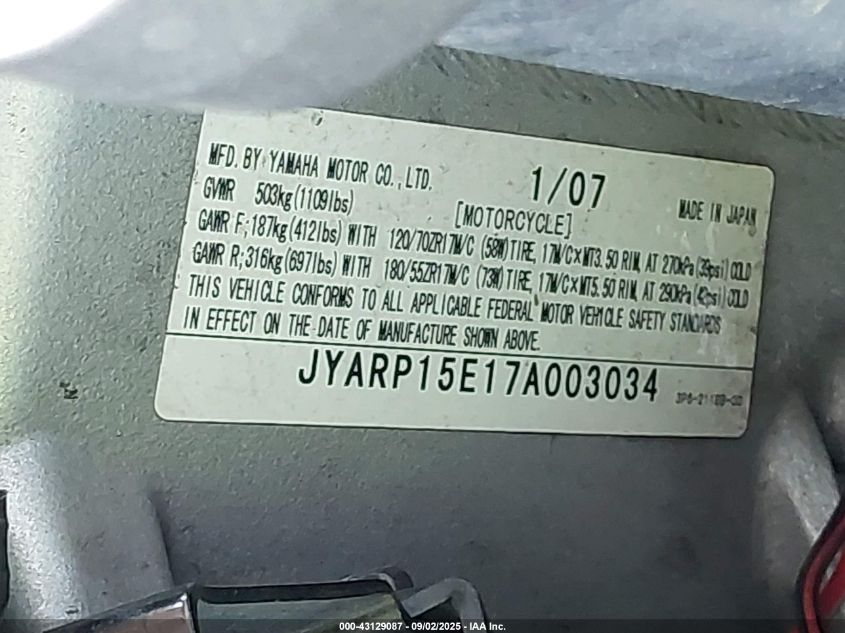 MFD. BY YAMAHA MOTOR CO., LTD. 1/07 MADE IN JAPAN
GVWR 503kg(1109lbs) [MOTORCYCLE]
GAWR F;187kg(412lbs) WITH 120/70ZR17M/C (58W)TIRE, 17M/C×MT3.50 RIM, AT 270kPa(39psi)COLD
GAWR R;316kg(697lbs) WITH 180/55ZR17M/C (73W)TIRE, 17M/C×MT5.50 RIM, AT 290kPa(42psi)COLD
THIS VEHICLE CONFORMS TO ALL APPLICABLE FEDERAL MOTOR VEHICLE SAFETY STANDARDS
IN EFFECT ON THE DATE OF MANUFACTURE SHOWN ABOVE.
JYARP15E17A003034
000-43129087 - 09/02/2025 - IAA Inc.